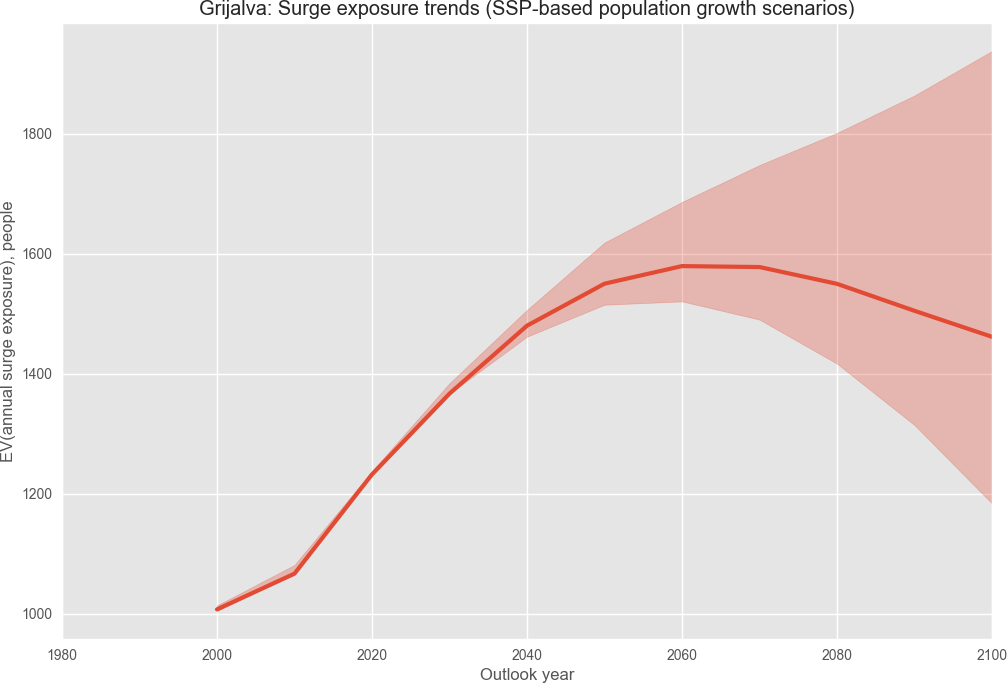 Grijalva: Surge exposure trends (SSP-based population growth scenarios)
EV(annual surge exposure), people
1800
1600
1400
1200
1000
1980 2000 2020 2040 2060 2080 2100
Outlook year